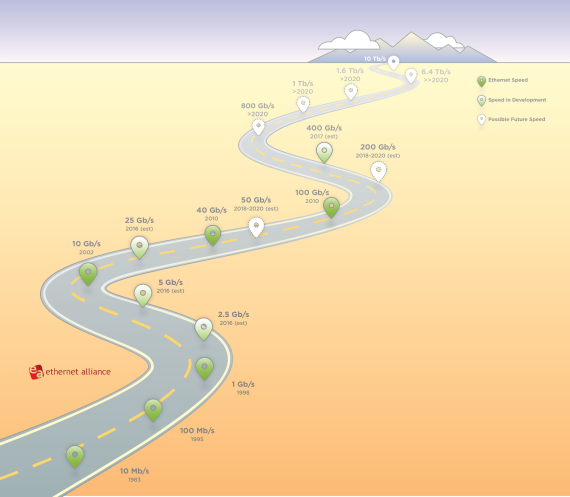 10 Tb/s
1.6 Tb/s
>2020
6.4 Tb/s
>>2020
Ethernet Speed
Speed in Development
Possible Future Speed
1 Tb/s
>2020
800 Gb/s
>2020
400 Gb/s
2017 (est)
200 Gb/s
2018-2020 (est)
100 Gb/s
2010
50 Gb/s
2018-2020 (est)
40 Gb/s
2010
25 Gb/s
2016 (est)
10 Gb/s
2002
5 Gb/s
2016 (est)
2.5 Gb/s
2016 (est)
ea ethernet alliance
1 Gb/s
1998
100 Mb/s
1995
10 Mb/s
1983